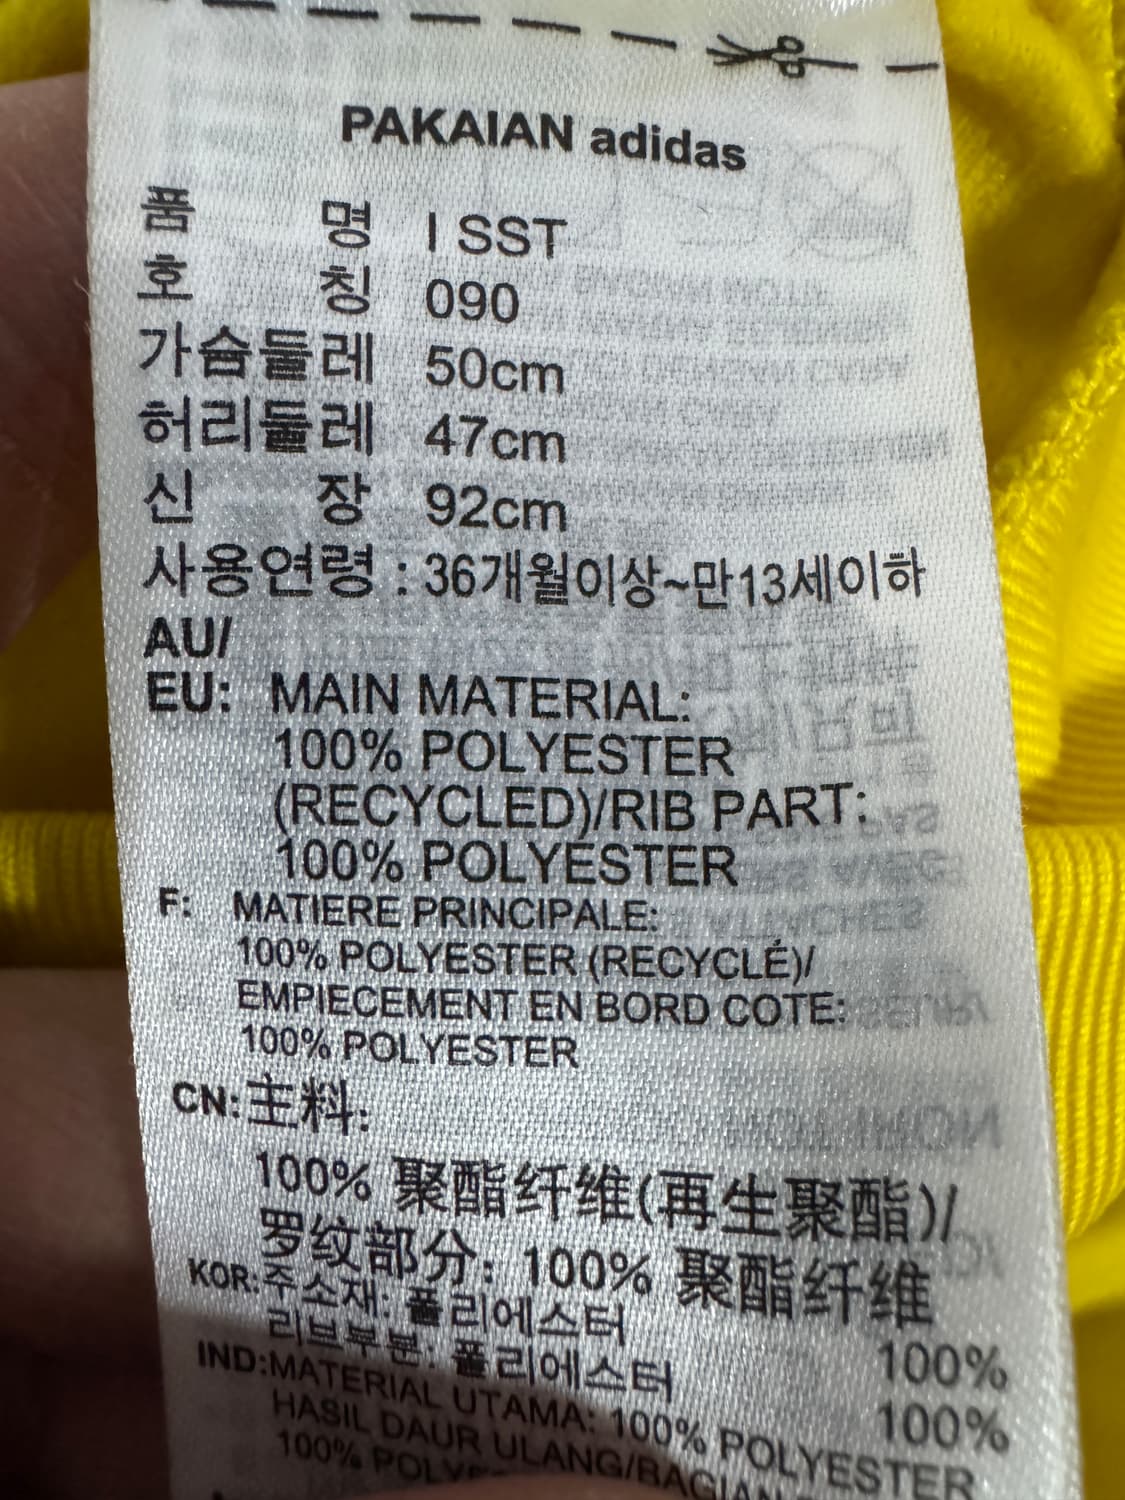 PAKAIAN adidas
품 명 I SST
호 칭 090
가슴둘레 50cm
허리둘레 47cm
신 장 92cm
사용연령 : 36개월이상~만13세이하
AU/
EU: MAIN MATERIAL:
100% POLYESTER
(RECYCLED)/RIB PART:
100% POLYESTER
F: MATIERE PRINCIPALE:
100% POLYESTER (RECYCLÉ)/
EMPIECEMENT EN BORD COTE:
100% POLYESTER
CN: 主料:
100% 聚酯纤维(再生聚酯)/
罗纹部分: 100% 聚酯纤维
KOR: 주소재: 폴리에스터 100%
리브부분: 폴리에스터 100%
IND: MATERIAL UTAMA: 100% POLYESTER
HASIL DAUR ULANG/BAGIAN
100%